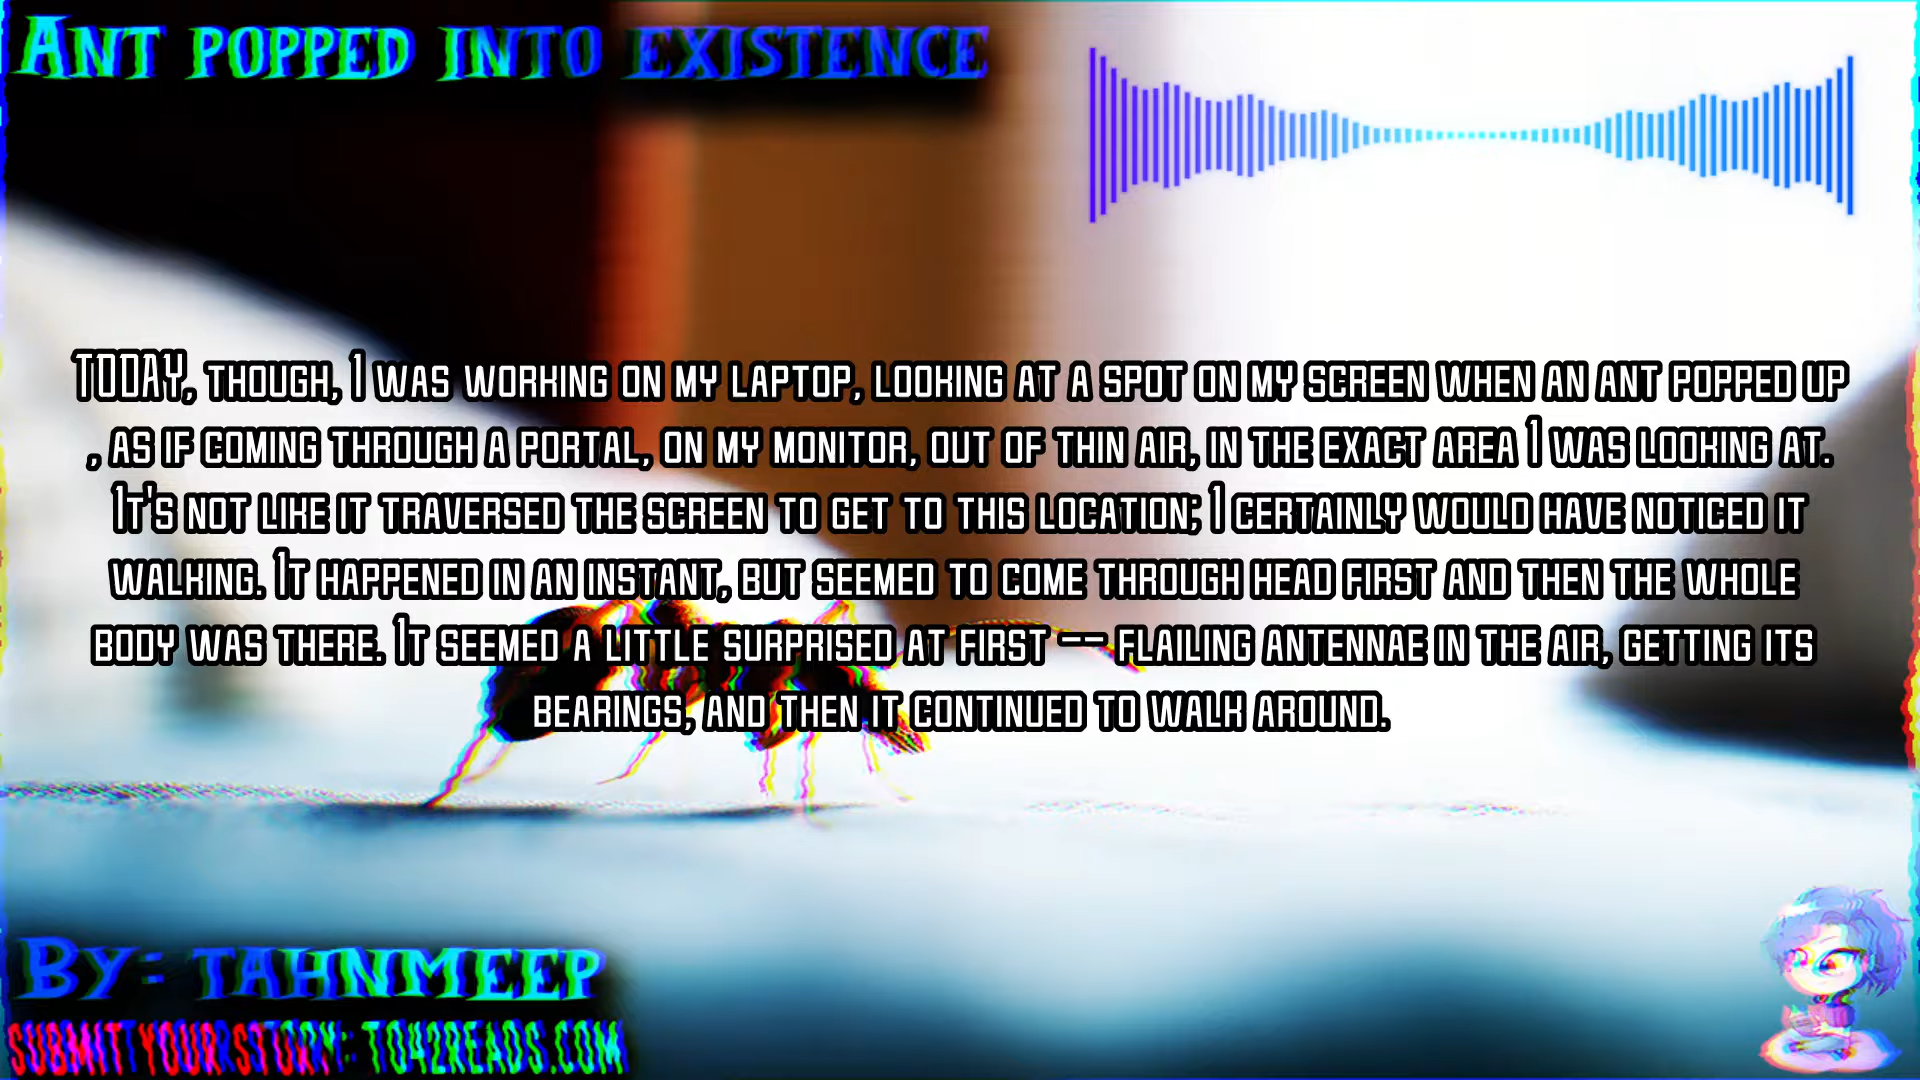 Ant popped into existence
TODAY, though, I was working on my laptop, looking at a spot on my screen when an ant popped up
, as if coming through a portal, on my monitor, out of thin air, in the exact area I was looking at.
It's not like it traversed the screen to get to this location; I certainly would have noticed it
walking. It happened in an instant, but seemed to come through head first and then the whole
body was there. It seemed a little surprised at first -- flailing antennae in the air, getting its
bearings, and then it continued to walk around.
By: tahnmeep
SUBMIT YOUR STORY: TO42READS.COM